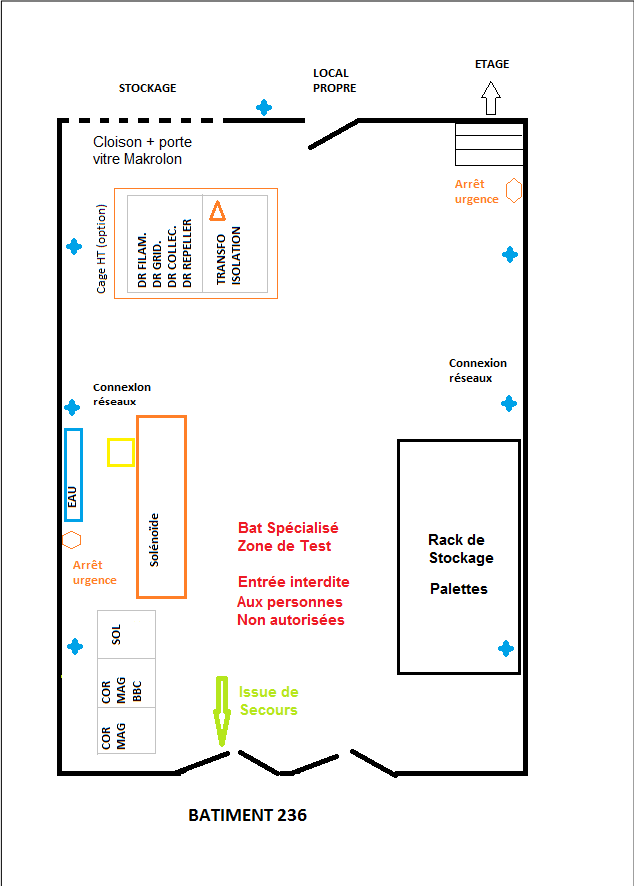 ETAGE
LOCAL
PROPRE
STOCKAGE
Cloison + porte
vitre Makrolon
Arrêt
urgence
Cage HT (option)
DR FILAM.
DR GRID.
DR COLLEC.
DR REPELLER
TRANSFO
ISOLATION
Connexion
réseaux
Connexion
réseaux
EAU
Solénoïde
Arrêt
urgence
Bat Spécialisé
Zone de Test
Entrée interdite
Aux personnes
Non autorisées
Rack de
Stockage
Palettes
SOL
COR
MAG
BBC
COR
MAG
Issue de
Secours
BATIMENT 236